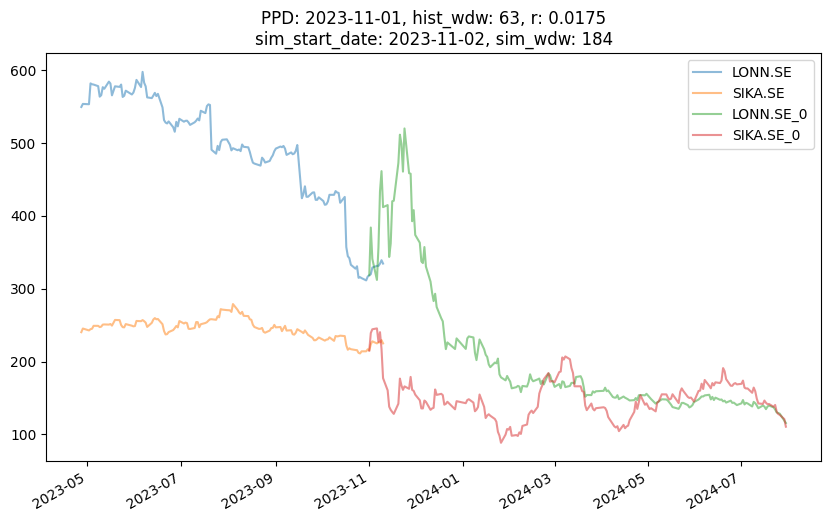 PPD: 2023-11-01, hist_wdw: 63, r: 0.0175
sim_start_date: 2023-11-02, sim_wdw: 184
LONN.SE
SIKA.SE
LONN.SE_0
SIKA.SE_0
600
500
400
300
200
100
2023-05
2023-07
2023-09
2023-11
2024-01
2024-03
2024-05
2024-07